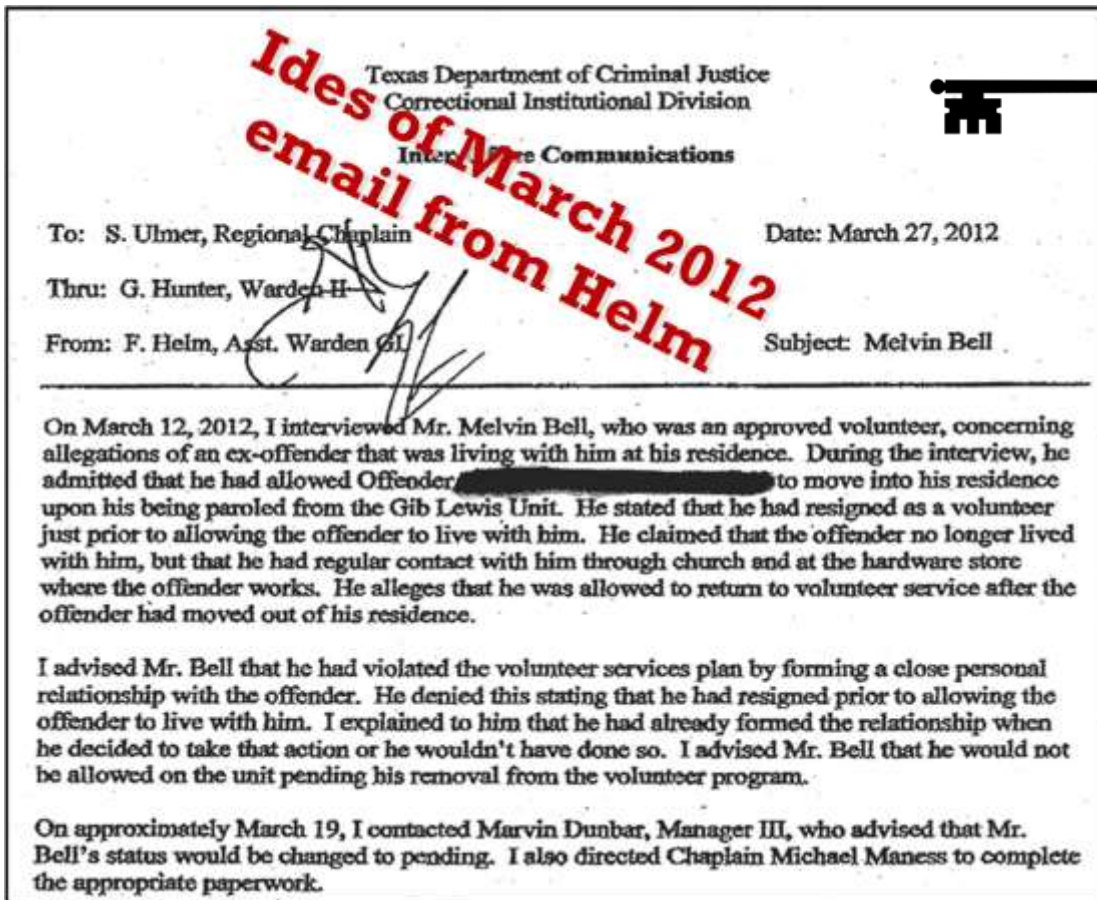 Texas Department of Criminal Justice
Correctional Institutional Division
Inter Communications
Ides of March 2012
email from Helm
To: S. Ulmer, Regional Chaplain
Date: March 27, 2012
Thru: G. Hunter, Warden II
From: F. Helm, Asst. Warden GL
Subject: Melvin Bell
On March 12, 2012, I interviewed Mr. Melvin Bell, who was an approved volunteer, concerning
allegations of an ex-offender that was living with him at his residence. During the interview, he
admitted that he had allowed Offender to move into his residence
upon his being paroled from the Gib Lewis Unit. He stated that he had resigned as a volunteer
just prior to allowing the offender to live with him. He claimed that the offender no longer lived
with him, but that he had regular contact with him through church and at the hardware store
where the offender works. He alleges that he was allowed to return to volunteer service after the
offender had moved out of his residence.
I advised Mr. Bell that he had violated the volunteer services plan by forming a close personal
relationship with the offender. He denied this stating that he had resigned prior to allowing the
offender to live with him. I explained to him that he had already formed the relationship when
he decided to take that action or he wouldn't have done so. I advised Mr. Bell that he would not
be allowed on the unit pending his removal from the volunteer program.
On approximately March 19, I contacted Marvin Dunbar, Manager III, who advised that Mr.
Bell's status would be changed to pending. I also directed Chaplain Michael Maness to complete
the appropriate paperwork.